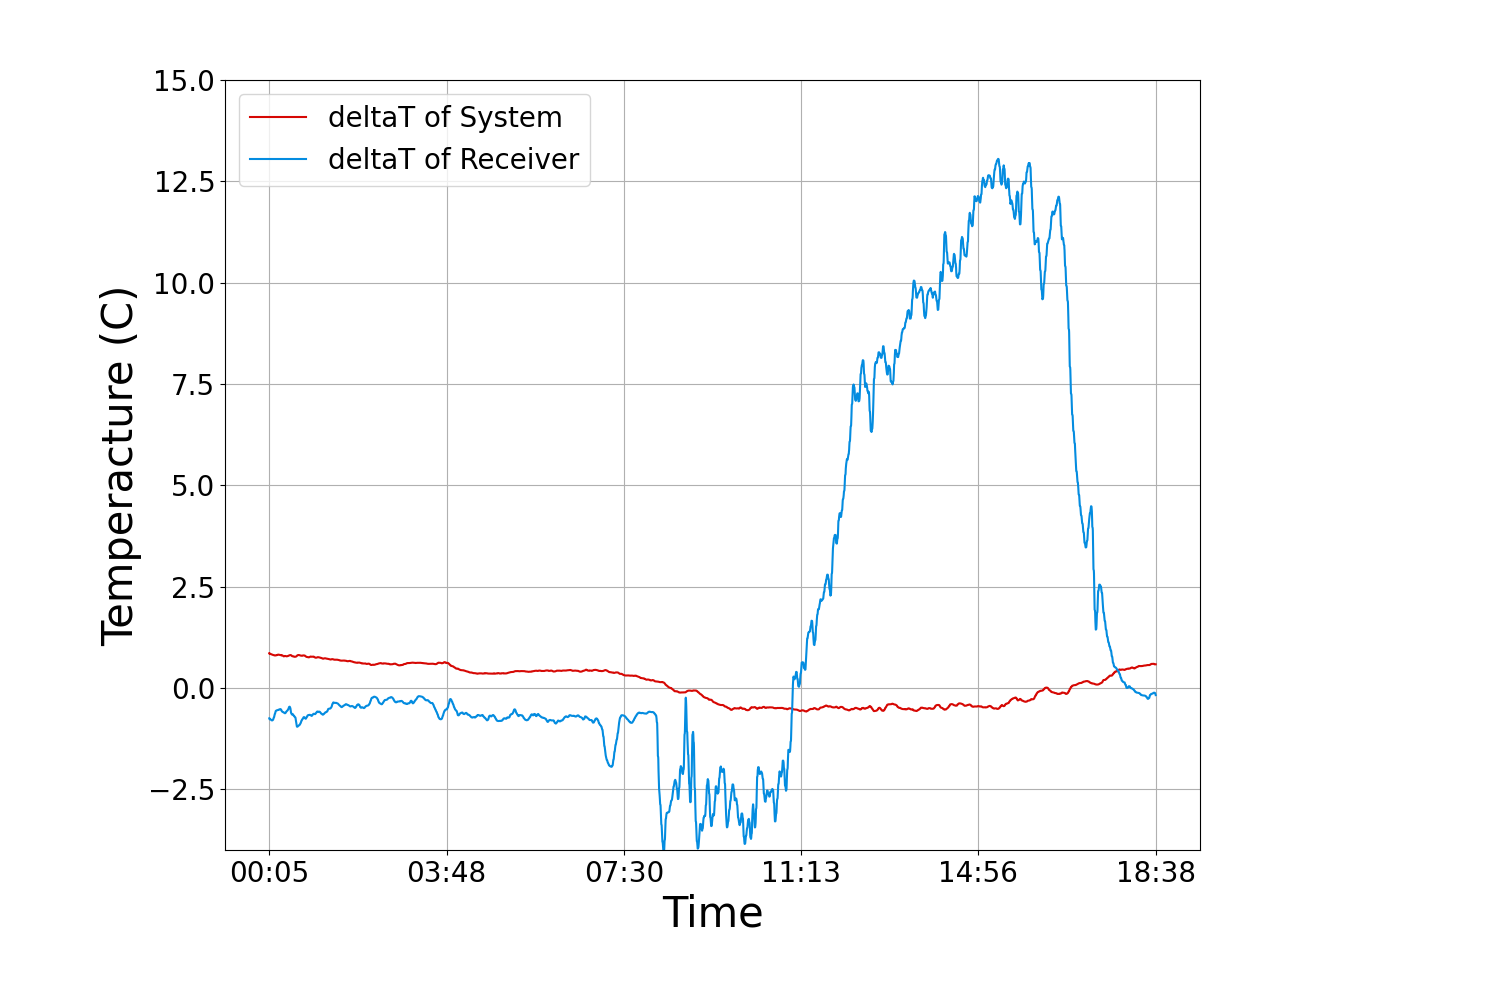 15.0
12.5
10.0
7.5
5.0
2.5
0.0
−2.5
Temperacture (C)
deltaT of System
deltaT of Receiver
00:05 03:48 07:30 11:13 14:56 18:38
Time